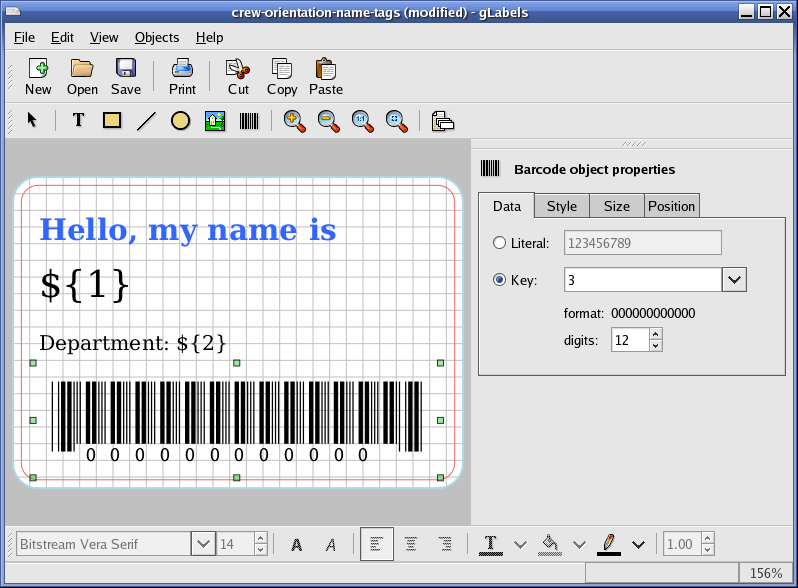 crew-orientation-name-tags (modified) - gLabels
File Edit View Objects Help
New Open Save Print Cut Copy Paste
T 1:1
Barcode object properties
Data Style Size Position
Literal: 123456789
Key: 3
format: 000000000000
digits: 12
Hello, my name is
${1}
Department: ${2}
0 0 0 0 0 0 0 0 0 0 0 0
Bitstream Vera Serif 14 A A T 1.00
156%